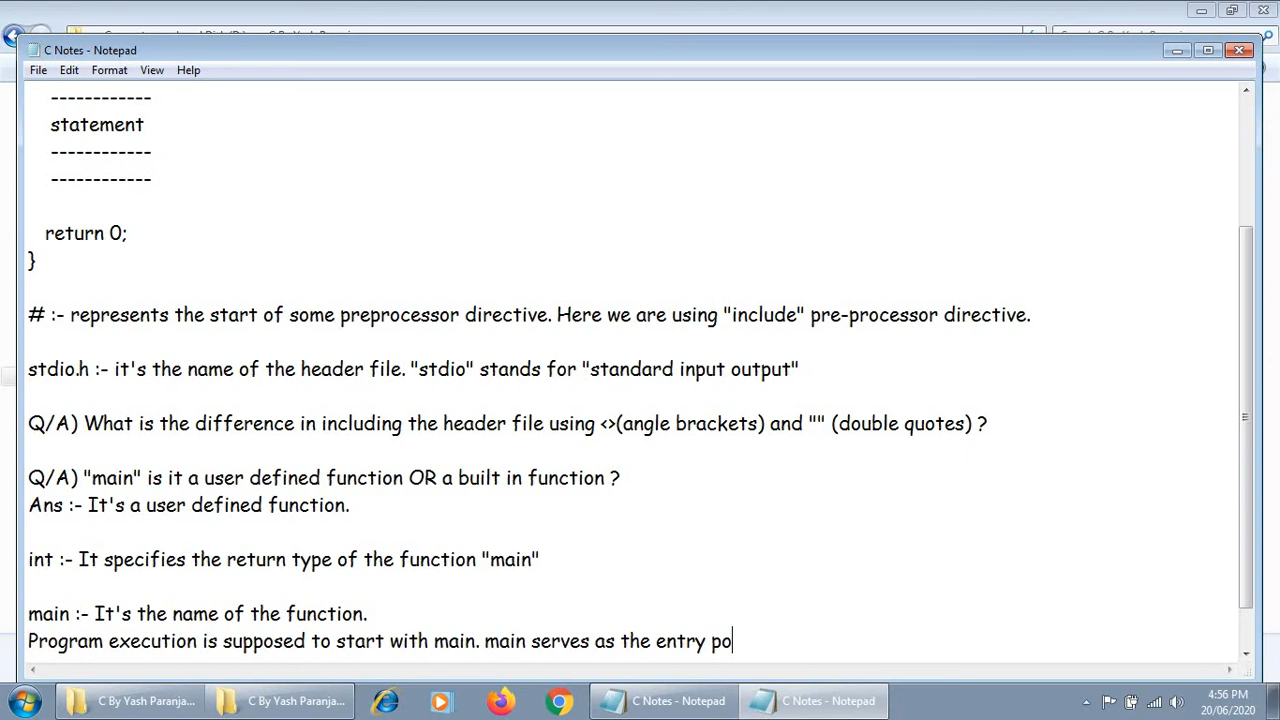 C Notes - Notepad
File Edit Format View Help
------------
statement
------------
------------
return 0;
}
# :- represents the start of some preprocessor directive. Here we are using "include" pre-processor directive.
stdio.h :- it's the name of the header file. "stdio" stands for "standard input output"
Q/A) What is the difference in including the header file using <>(angle brackets) and "" (double quotes) ?
Q/A) "main" is it a user defined function OR a built in function ?
Ans :- It's a user defined function.
int :- It specifies the return type of the function "main"
main :- It's the name of the function.
Program execution is supposed to start with main. main serves as the entry po
C By Yash Paranja... C By Yash Paranja... C Notes - Notepad C Notes - Notepad
4:56 PM
20/06/2020